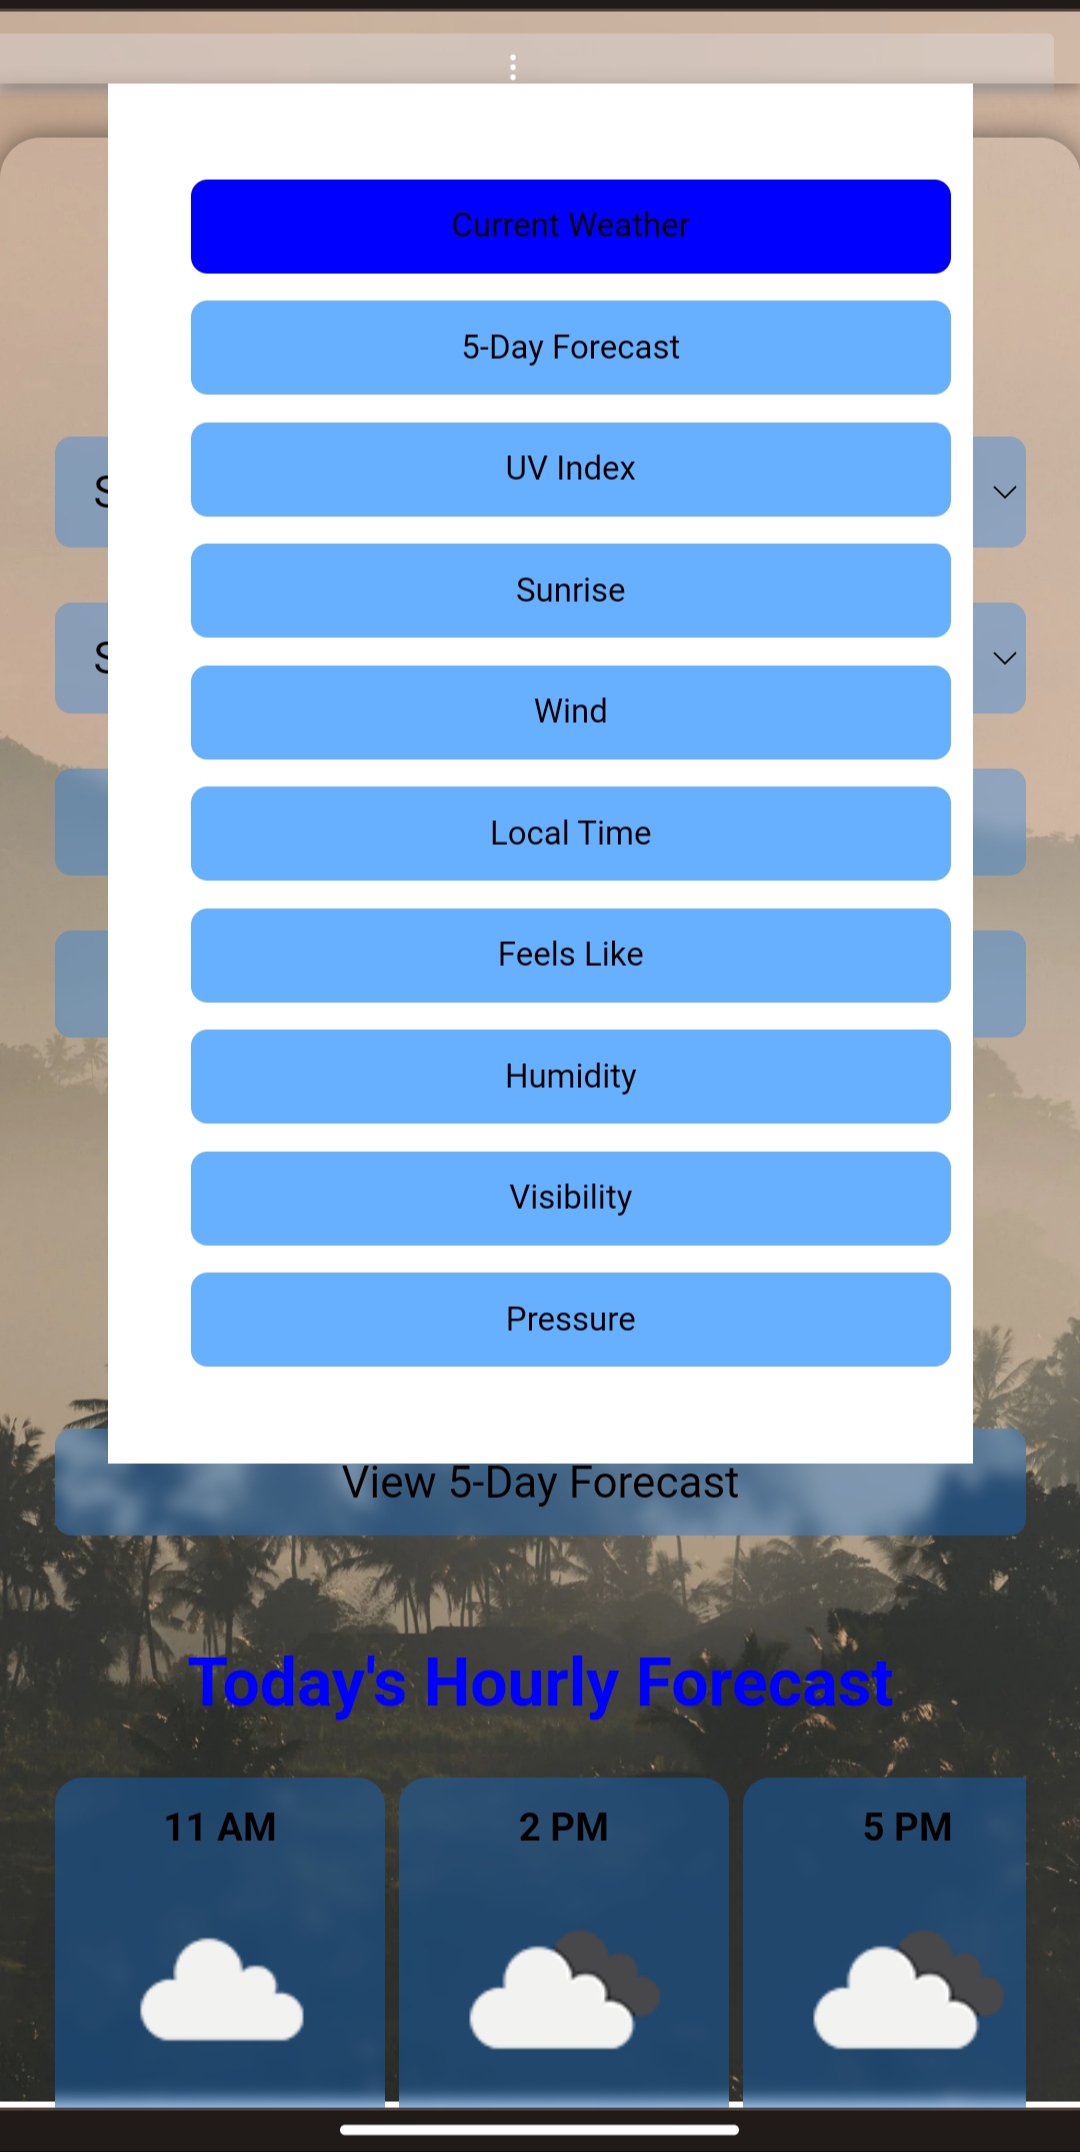 Current Weather
5-Day Forecast
UV Index
Sunrise
Wind
Local Time
Feels Like
Humidity
Visibility
Pressure
View 5-Day Forecast
Today's Hourly Forecast
11 AM
2 PM
5 PM